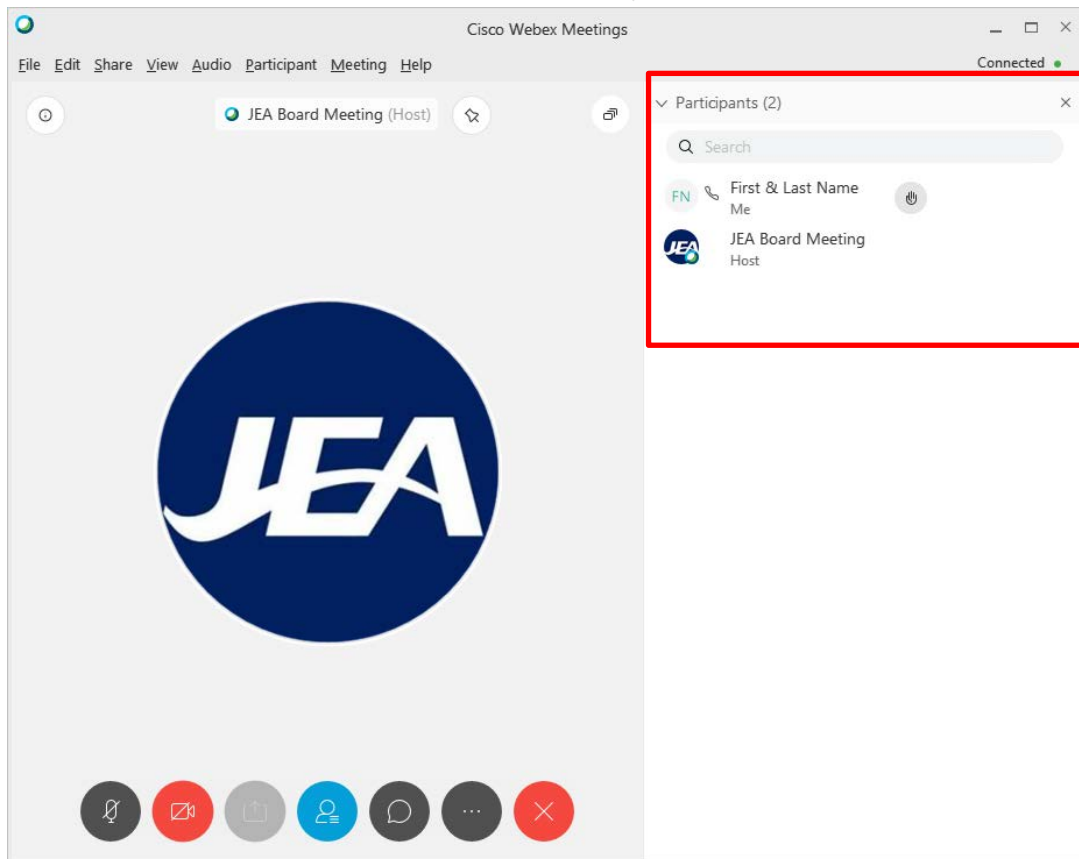 Cisco Webex Meetings
File Edit Share View Audio Participant Meeting Help
Connected
JEA Board Meeting (Host)
Participants (2)
Search
FN
First & Last Name
Me
JEA
JEA Board Meeting
Host
JEA